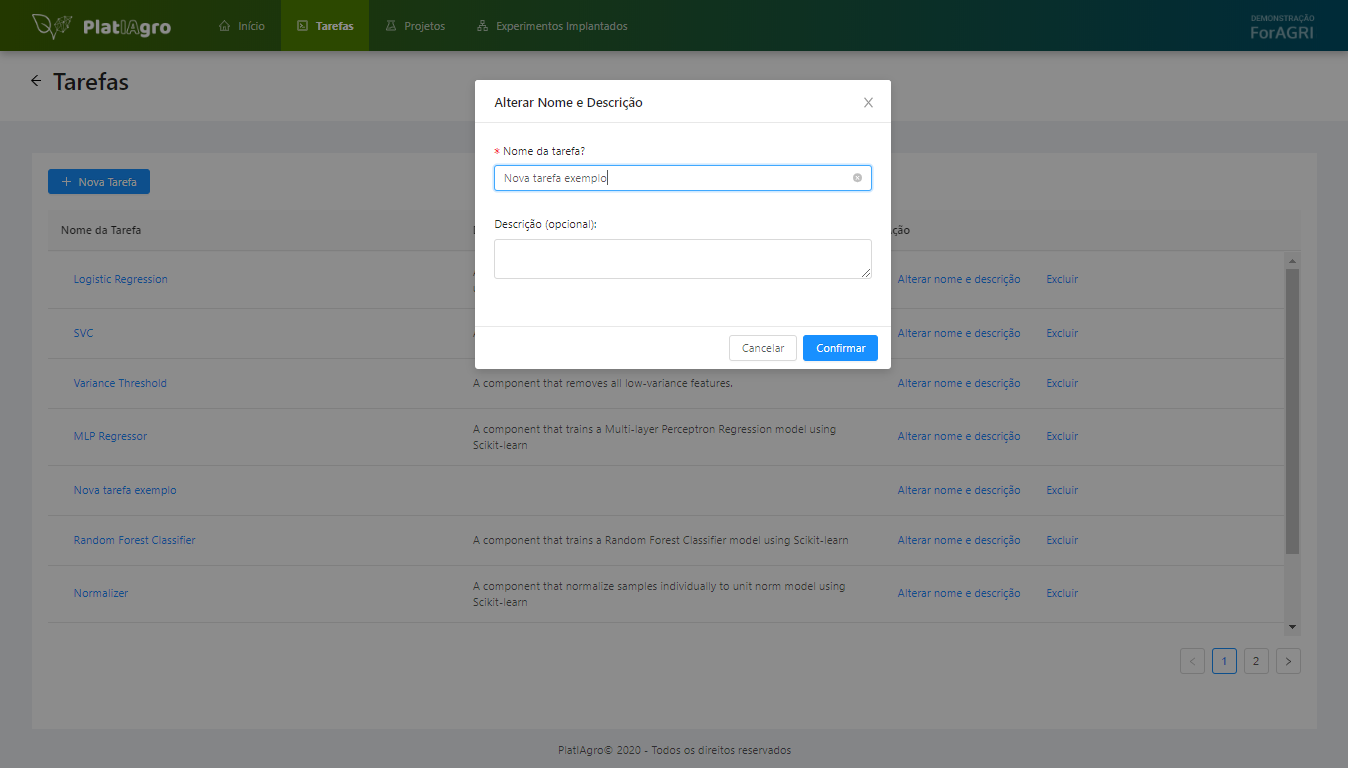 PlatIAgro
Início
Tarefas
Projetos
Experimentos Implantados
DEMONSTRAÇÃO
ForAGRI
Tarefas
Alterar Nome e Descrição
* Nome da tarefa?
Nova tarefa exemplo
Descrição (opcional):
Cancelar
Confirmar
+ Nova Tarefa
Nome da Tarefa
ção
Logistic Regression
Alterar nome e descrição
Excluir
SVC
Alterar nome e descrição
Excluir
Variance Threshold
A component that removes all low-variance features.
Alterar nome e descrição
Excluir
MLP Regressor
A component that trains a Multi-layer Perceptron Regression model using
Scikit-learn
Alterar nome e descrição
Excluir
Nova tarefa exemplo
Alterar nome e descrição
Excluir
Random Forest Classifier
A component that trains a Random Forest Classifier model using Scikit-learn
Alterar nome e descrição
Excluir
Normalizer
A component that normalize samples individually to unit norm model using
Scikit-learn
Alterar nome e descrição
Excluir
< 1 2 >
PlatIAgro© 2020 - Todos os direitos reservados